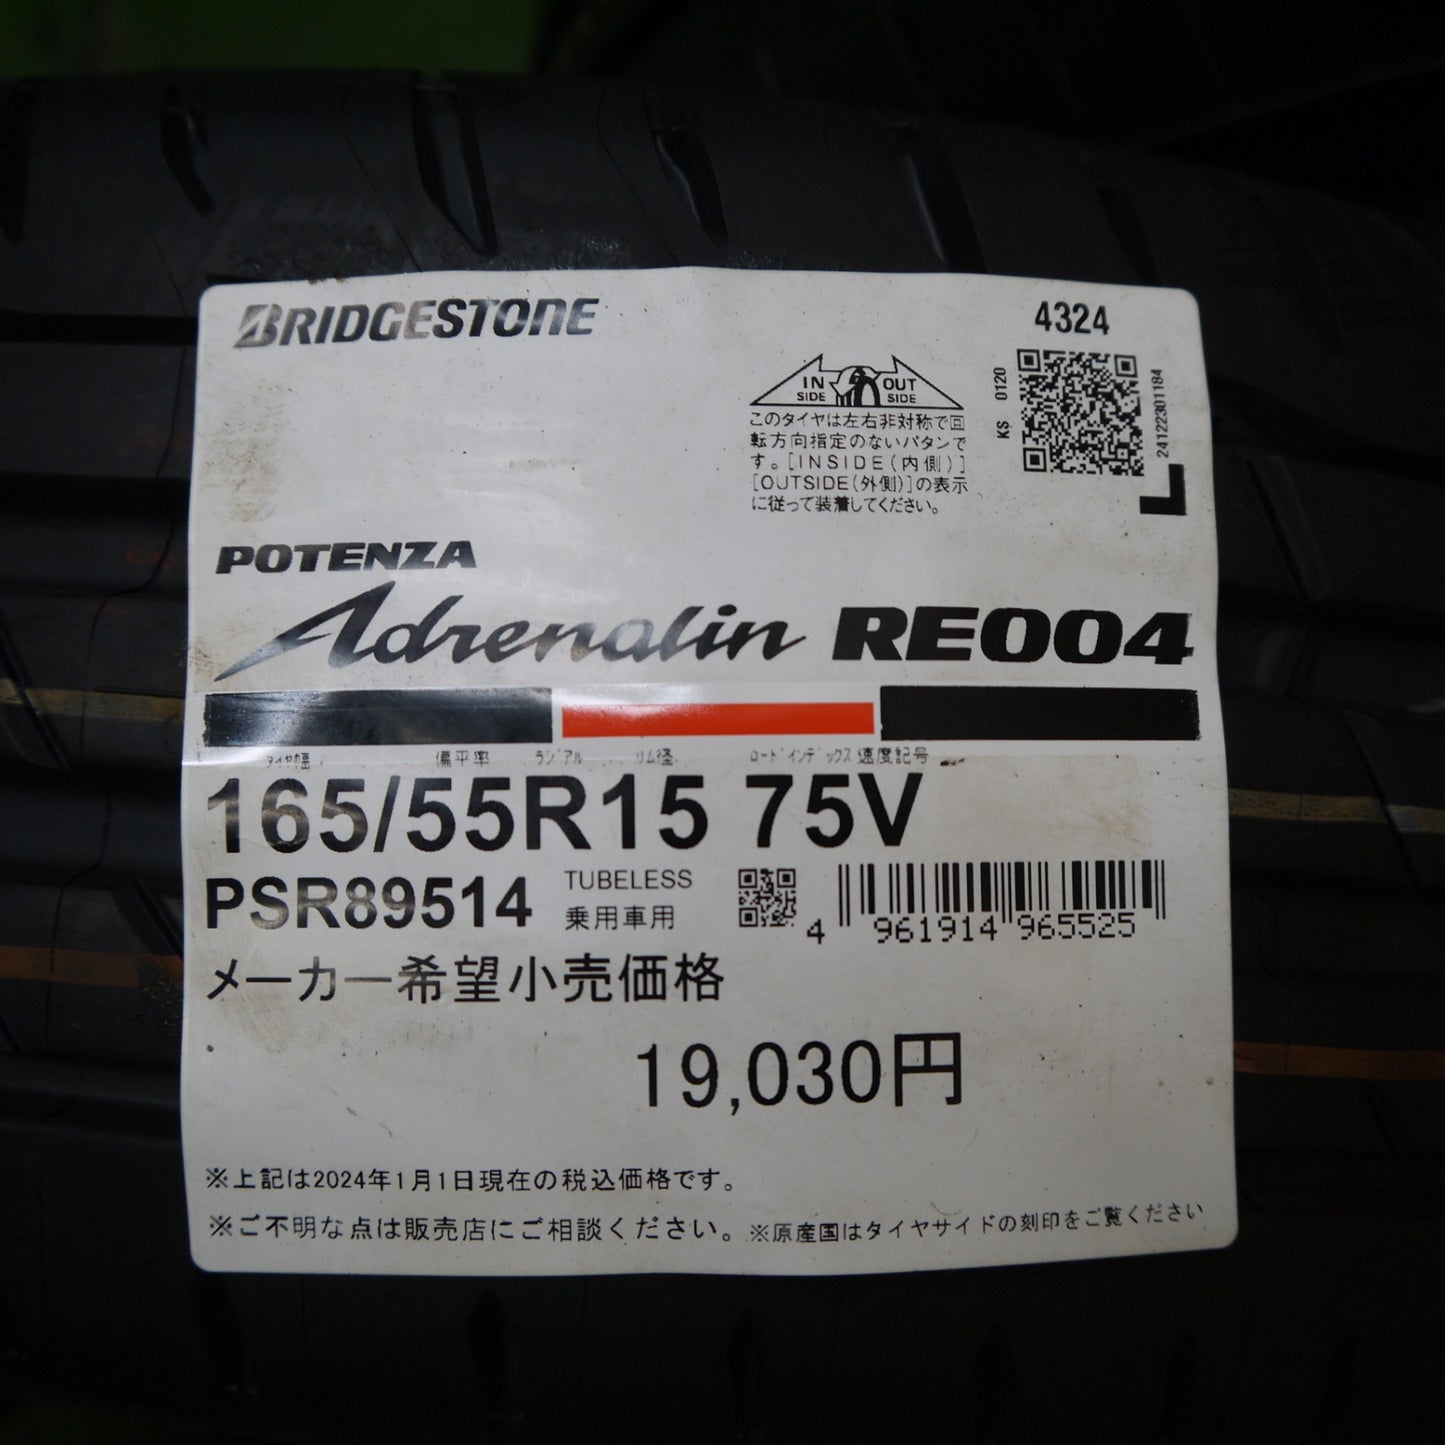 BRIDGESTONE
4324
IN SIDE OUT SIDE
KS 0120
24122301184
L
このタイヤは左右非対称で回
転方向指定のないパタンで
す。[INSIDE(内側)]
[OUTSIDE(外側)]の表示
に従って装着してください。
POTENZA
Adrenalin RE004
タイヤ幅 偏平率 ラジアル リム径 ロードインデックス 速度記号
165/55R15 75V
PSR89514 TUBELESS
乗用車用
4 961914 965525
メーカー希望小売価格
19,030円
※上記は2024年1月1日現在の税込価格です。
※ご不明な点は販売店にご相談ください。※原産国はタイヤサイドの刻印をご覧ください